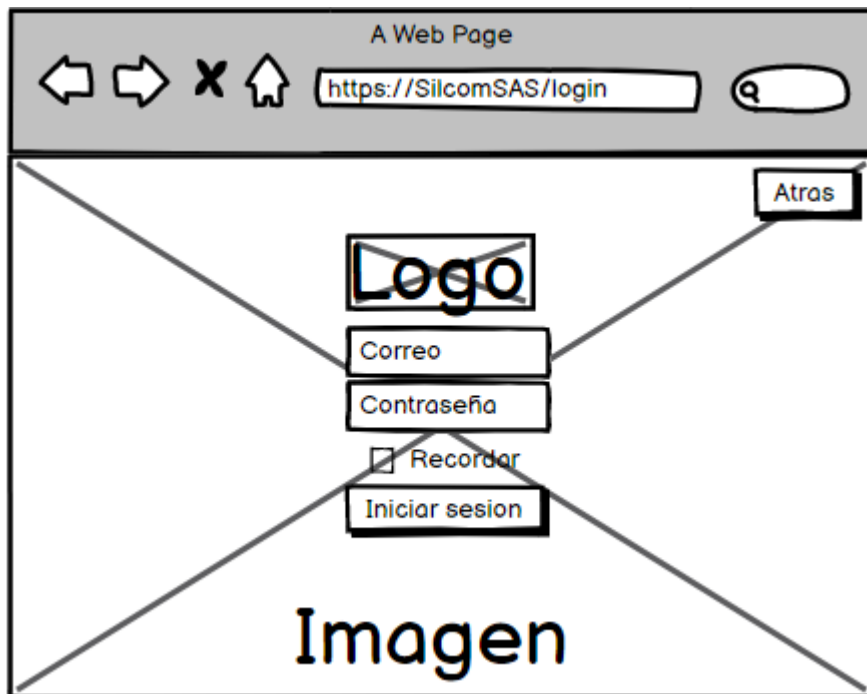 A Web Page
https://SilcomSAS/login
Atras
Logo
Correo
Contraseña
Recordar
Iniciar sesion
Imagen